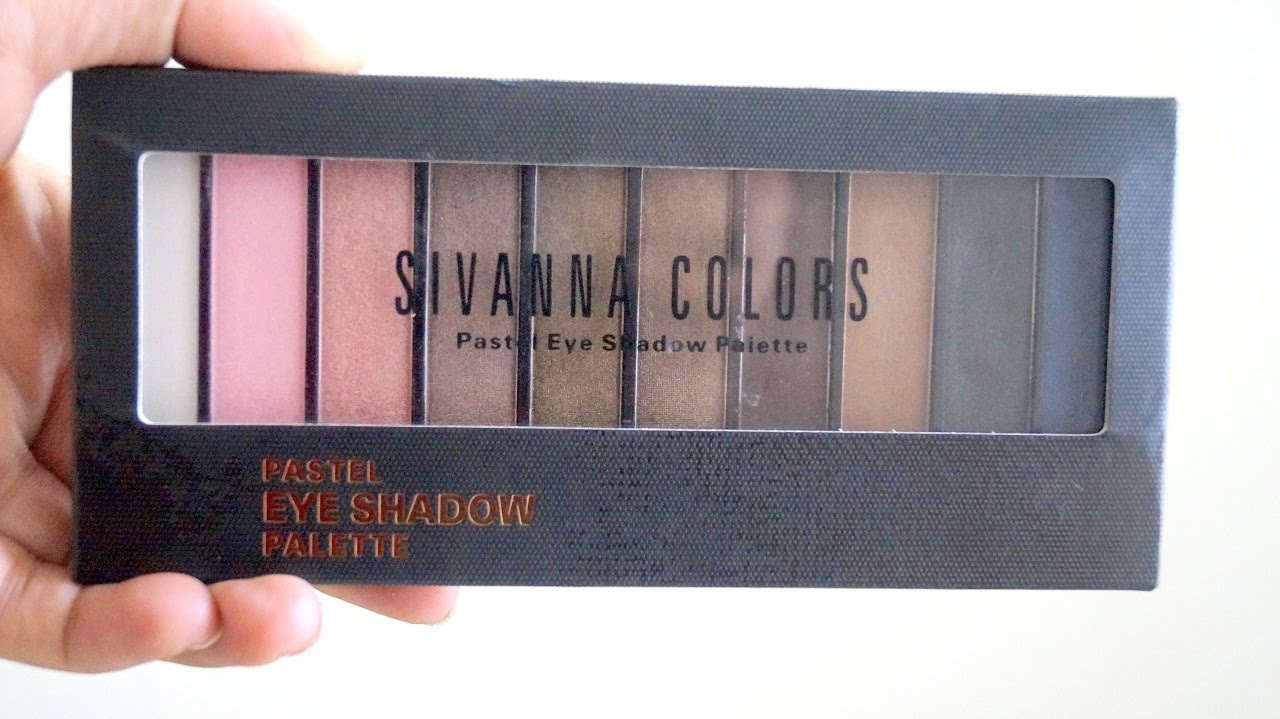 SIVANNA COLORS
Pastel Eye Shadow Palette
PASTEL
EYE SHADOW
PALETTE